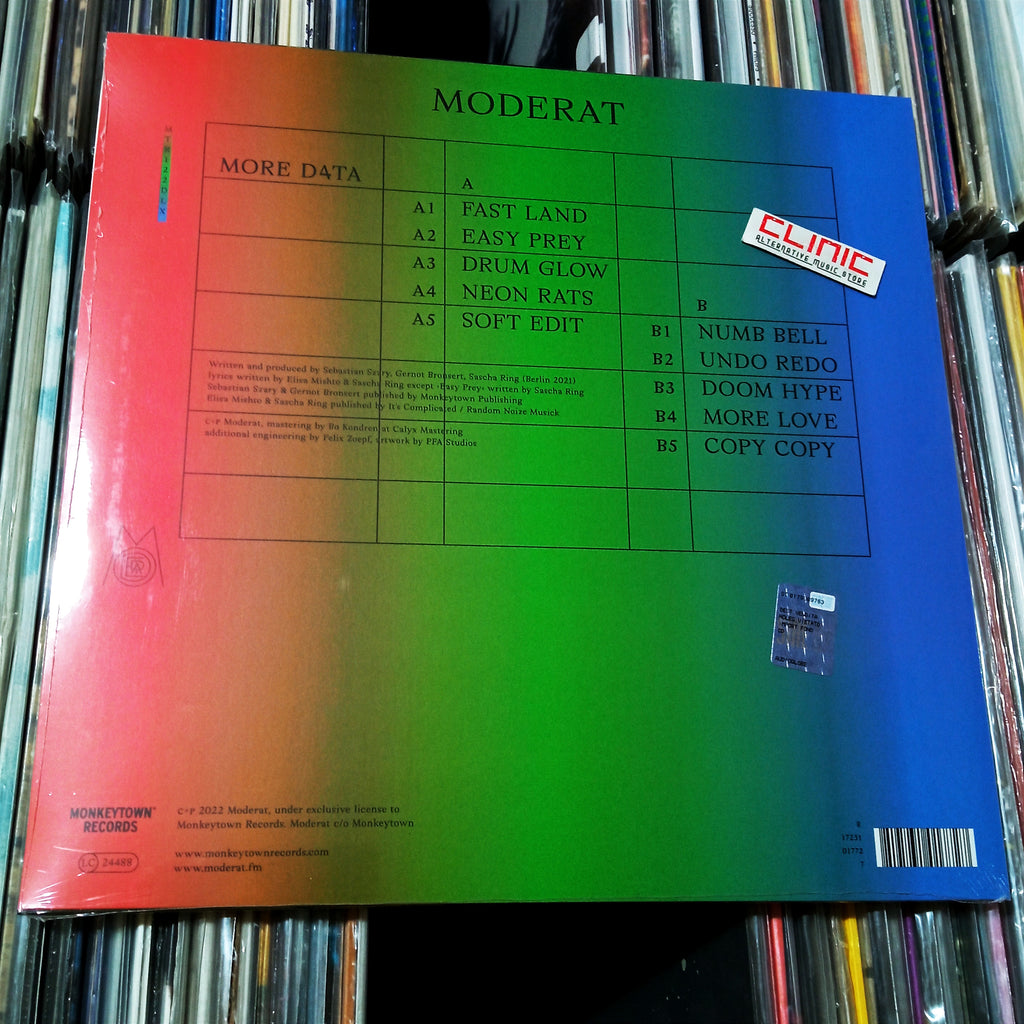 MODERAT
MTR122DLX
MORE D4TA
A
A1 FAST LAND
A2 EASY PREY
A3 DRUM GLOW
A4 NEON RATS
A5 SOFT EDIT
B
B1 NUMB BELL
B2 UNDO REDO
B3 DOOM HYPE
B4 MORE LOVE
B5 COPY COPY
CLINIC
ALTERNATIVE MUSIC STORE
Written and produced by Sebastian Szary, Gernot Bronsert, Sascha Ring (Berlin 2021)
lyrics written by Elisa Mishto & Sascha Ring except ›Easy Prey‹ written by Sascha Ring
Sebastian Szary & Gernot Bronsert published by Monkeytown Publishing
Elisa Mishto & Sascha Ring published by It's Complicated / Random Noize Musick
C+P Moderat, mastering by Bo Kondren at Calyx Mastering
additional engineering by Felix Zoepf, artwork by PFA Studios
MONKEYTOWN
RECORDS
LC 24488
C+P 2022 Moderat, under exclusive license to
Monkeytown Records. Moderat c/o Monkeytown
www.monkeytownrecords.com
www.moderat.fm
8
17231
01772
7